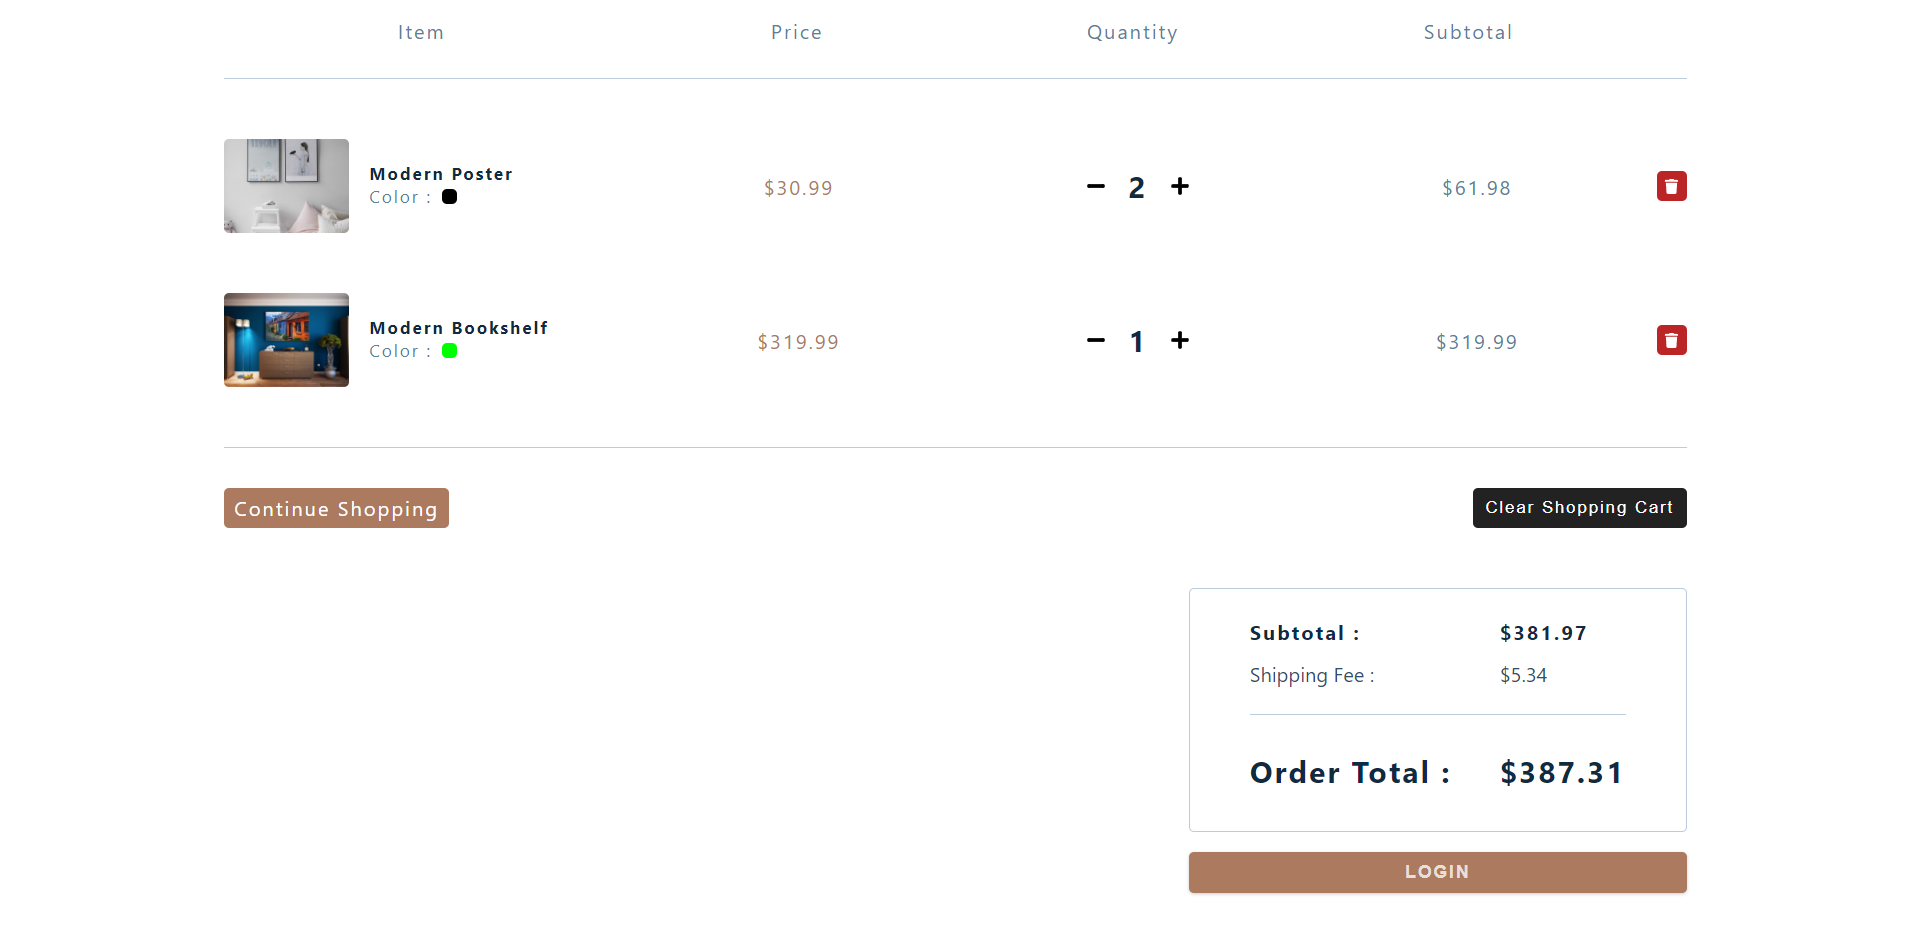 Item Price Quantity Subtotal
Modern Poster
Color :
$30.99 − 2 + $61.98
Modern Bookshelf
Color :
$319.99 − 1 + $319.99
Continue Shopping Clear Shopping Cart
Subtotal : $381.97
Shipping Fee : $5.34
Order Total : $387.31
LOGIN